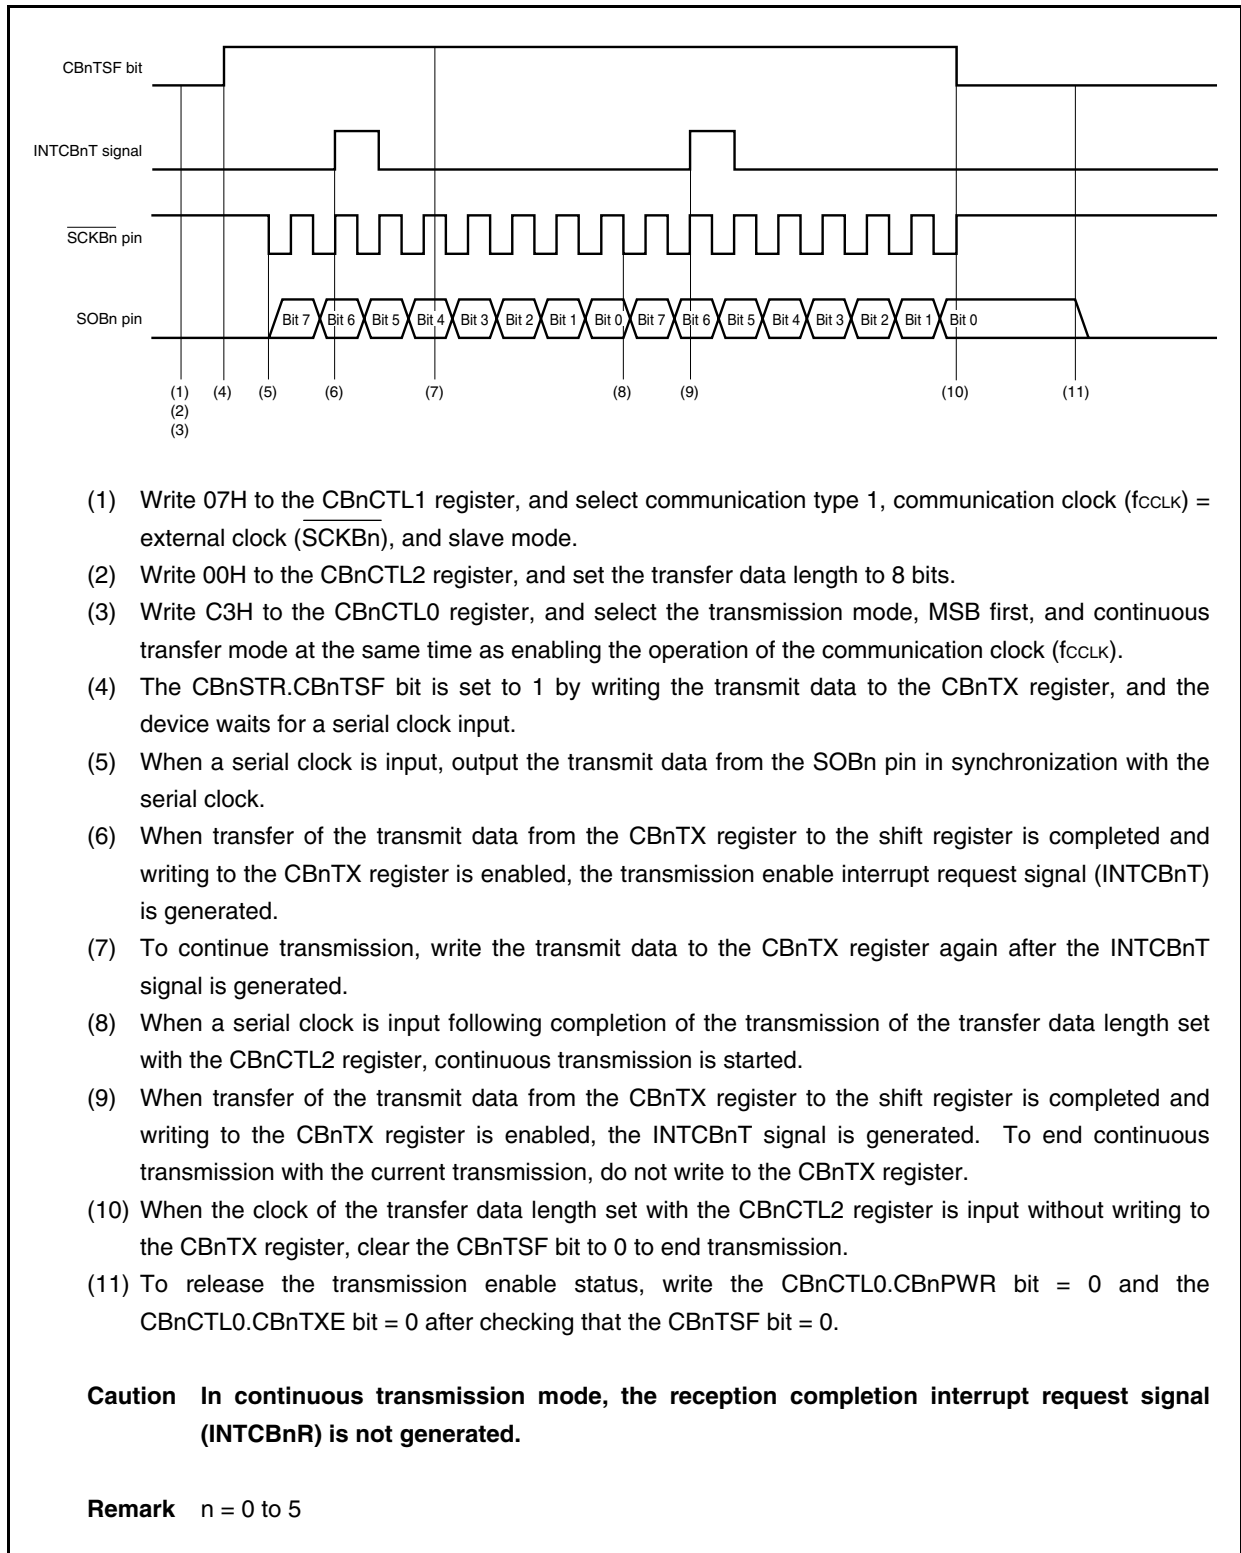 CBnTSF bit
INTCBnT signal
SCKBn pin
SOBn pin
Bit 7 Bit 6 Bit 5 Bit 4 Bit 3 Bit 2 Bit 1 Bit 0 Bit 7 Bit 6 Bit 5 Bit 4 Bit 3 Bit 2 Bit 1 Bit 0
(1) (4) (5) (6) (7) (8) (9) (10) (11)
(2)
(3)
(1) Write 07H to the CBnCTL1 register, and select communication type 1, communication clock (fCCLK) =
external clock (SCKBn), and slave mode.
(2) Write 00H to the CBnCTL2 register, and set the transfer data length to 8 bits.
(3) Write C3H to the CBnCTL0 register, and select the transmission mode, MSB first, and continuous
transfer mode at the same time as enabling the operation of the communication clock (fCCLK).
(4) The CBnSTR.CBnTSF bit is set to 1 by writing the transmit data to the CBnTX register, and the
device waits for a serial clock input.
(5) When a serial clock is input, output the transmit data from the SOBn pin in synchronization with the
serial clock.
(6) When transfer of the transmit data from the CBnTX register to the shift register is completed and
writing to the CBnTX register is enabled, the transmission enable interrupt request signal (INTCBnT)
is generated.
(7) To continue transmission, write the transmit data to the CBnTX register again after the INTCBnT
signal is generated.
(8) When a serial clock is input following completion of the transmission of the transfer data length set
with the CBnCTL2 register, continuous transmission is started.
(9) When transfer of the transmit data from the CBnTX register to the shift register is completed and
writing to the CBnTX register is enabled, the INTCBnT signal is generated. To end continuous
transmission with the current transmission, do not write to the CBnTX register.
(10) When the clock of the transfer data length set with the CBnCTL2 register is input without writing to
the CBnTX register, clear the CBnTSF bit to 0 to end transmission.
(11) To release the transmission enable status, write the CBnCTL0.CBnPWR bit = 0 and the
CBnCTL0.CBnTXE bit = 0 after checking that the CBnTSF bit = 0.
Caution In continuous transmission mode, the reception completion interrupt request signal
(INTCBnR) is not generated.
Remark n = 0 to 5